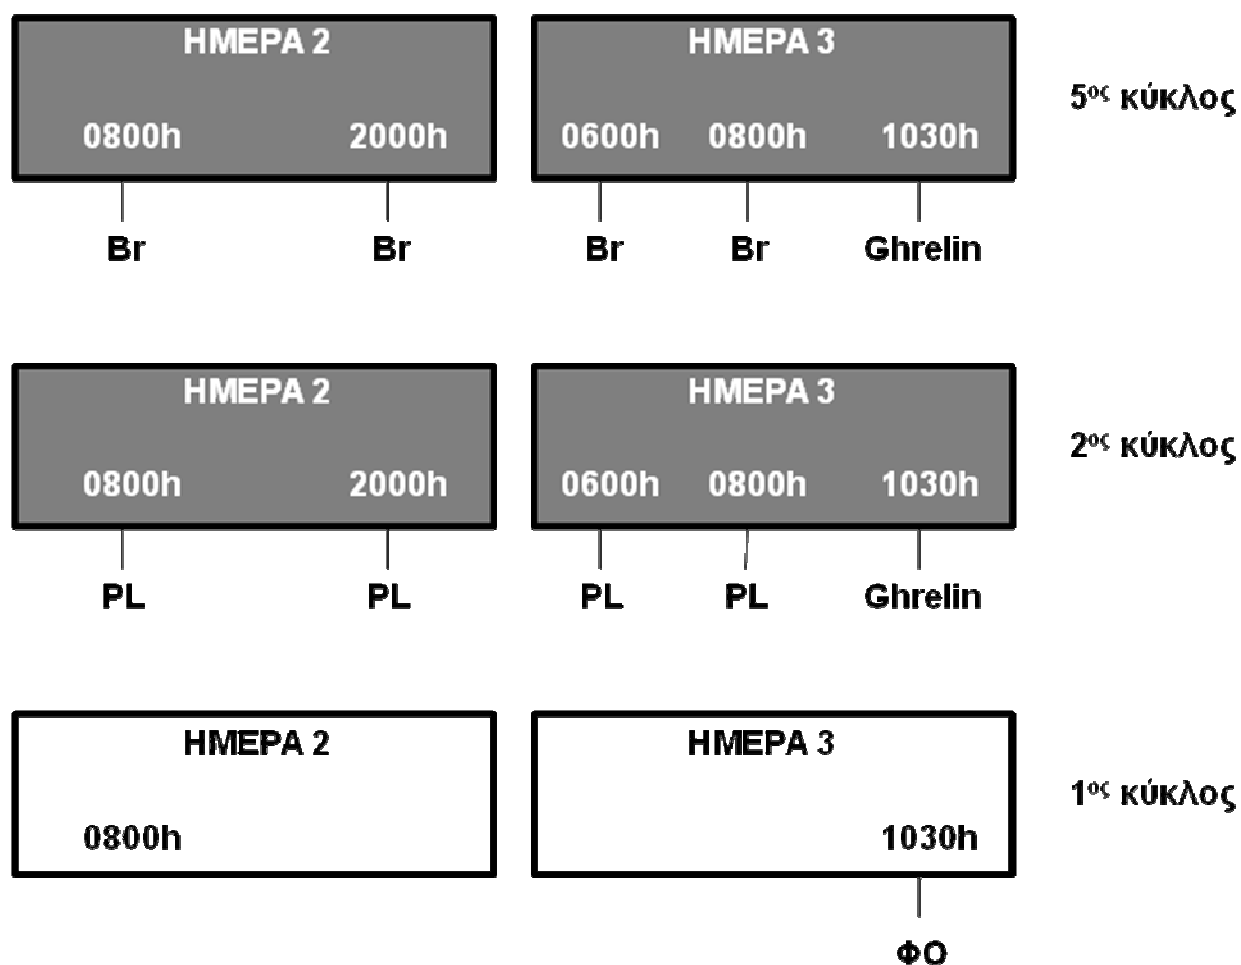 ΗΜΕΡΑ 2 ΗΜΕΡΑ 3
5ος κύκλος
0800h 2000h 0600h 0800h 1030h
Br Br Br Br Ghrelin
ΗΜΕΡΑ 2 ΗΜΕΡΑ 3
2ος κύκλος
0800h 2000h 0600h 0800h 1030h
PL PL PL PL Ghrelin
ΗΜΕΡΑ 2 ΗΜΕΡΑ 3
1ος κύκλος
0800h 1030h
ΦΟ